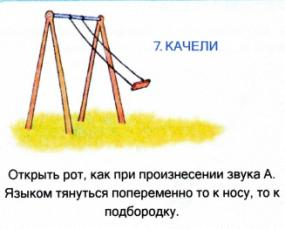 7. КАЧЕЛИ
Открыть рот, как при произнесении звука А.
Языком тянуться попеременно то к носу, то к
подбородку.